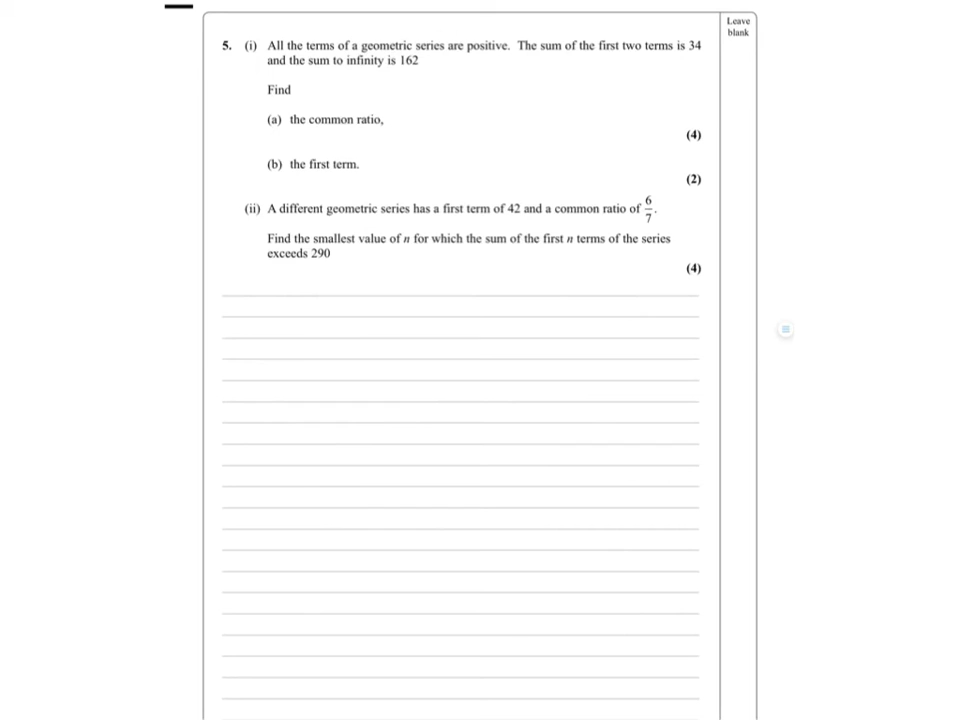 Leave
blank
5. (i) All the terms of a geometric series are positive. The sum of the first two terms is 34
and the sum to infinity is 162
Find
(a) the common ratio,
(4)
(b) the first term.
(2)
(ii) A different geometric series has a first term of 42 and a common ratio of 6/7.
Find the smallest value of n for which the sum of the first n terms of the series
exceeds 290
(4)